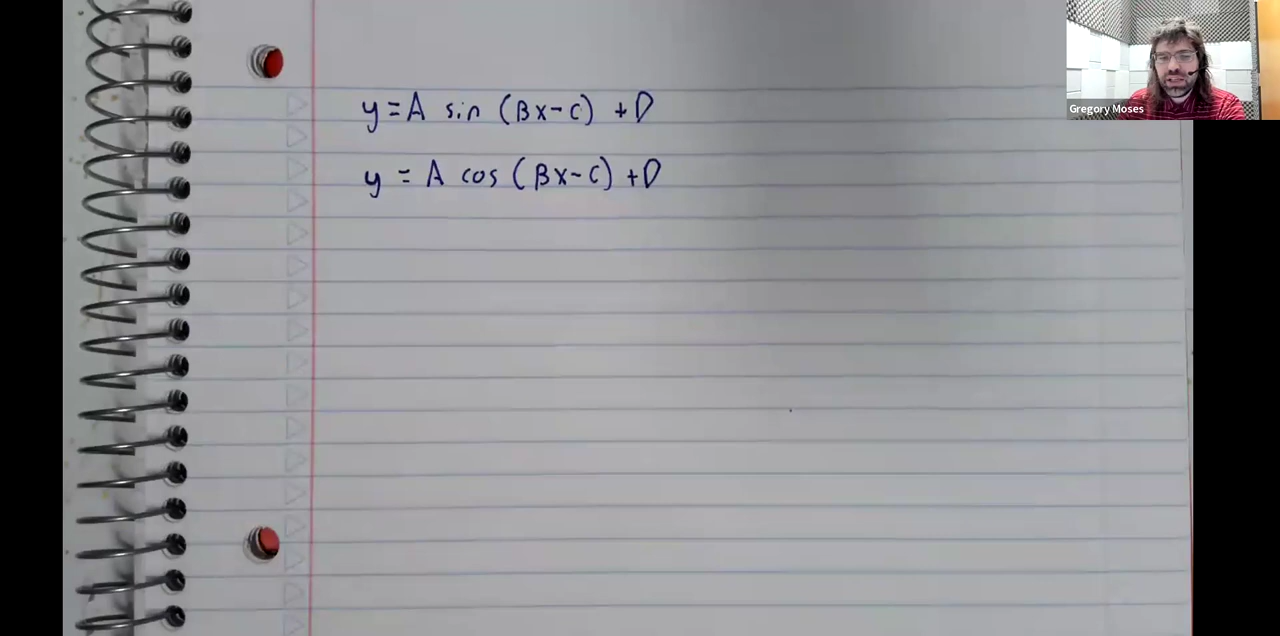 y = A sin (Bx - C) + D
y = A cos (Bx - C) + D
Gregory Moses